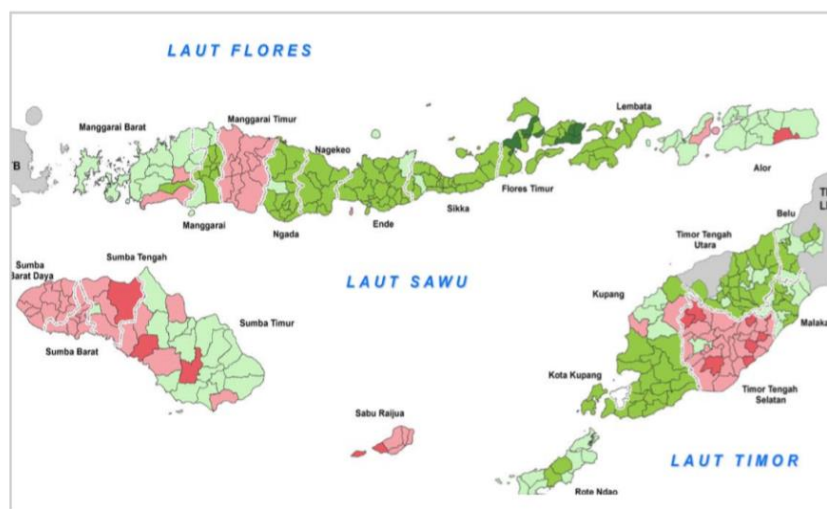 LAUT FLORES
Manggarai Barat
Manggarai Timur
Lembata
Nagekeo
TB
Alor
Flores Timur
Sikka
Ende
Manggarai
Ngada
Belu
Timor Tengah
Utara
Sumba Tengah
Sumba
Barat Daya
LAUT SAWU
Kupang
Sumba Timur
Malaka
Sumba Barat
Kota Kupang
Timor Tengah
Selatan
Sabu Raijua
LAUT TIMOR
Rote Ndao